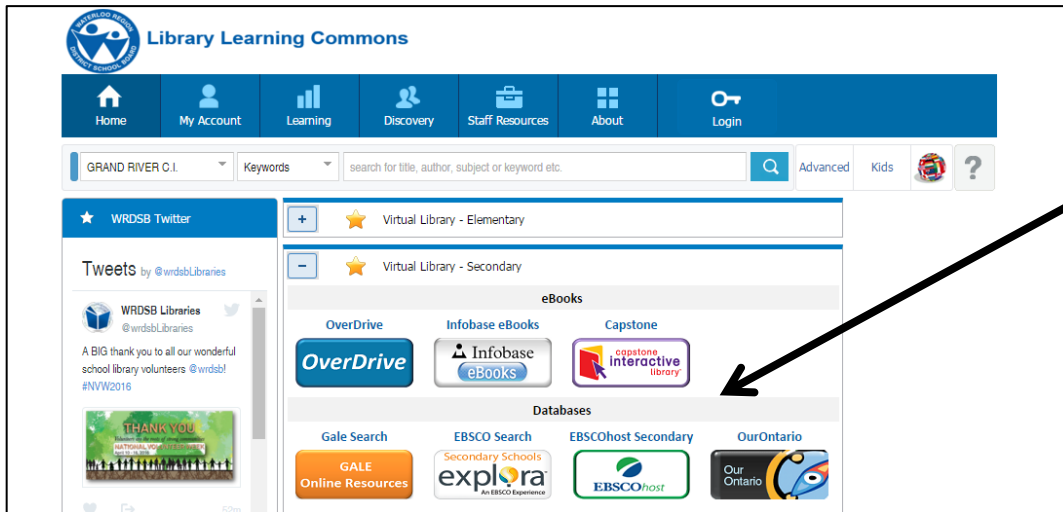 WATERLOO REGION
DISTRICT SCHOOL BOARD
Library Learning Commons
Home My Account Learning Discovery Staff Resources About Login
GRAND RIVER C.I. Keywords search for title, author, subject or keyword etc. Advanced Kids ?
WRDSB Twitter
Tweets by @wrdsbLibraries
WRDSB Libraries
@wrdsbLibraries
A BIG thank you to all our wonderful
school library volunteers @wrdsb!
#NVW2016
THANK YOU
NATIONAL VOLUNTEER WEEK
+ Virtual Library - Elementary
− Virtual Library - Secondary
eBooks
OverDrive Infobase eBooks Capstone
OverDrive
Infobase
eBooks
capstone
interactive
library
Databases
Gale Search EBSCO Search EBSCOhost Secondary OurOntario
GALE
Online Resources
Secondary Schools
explora
An EBSCO Experience
EBSCOhost
Our
Ontario